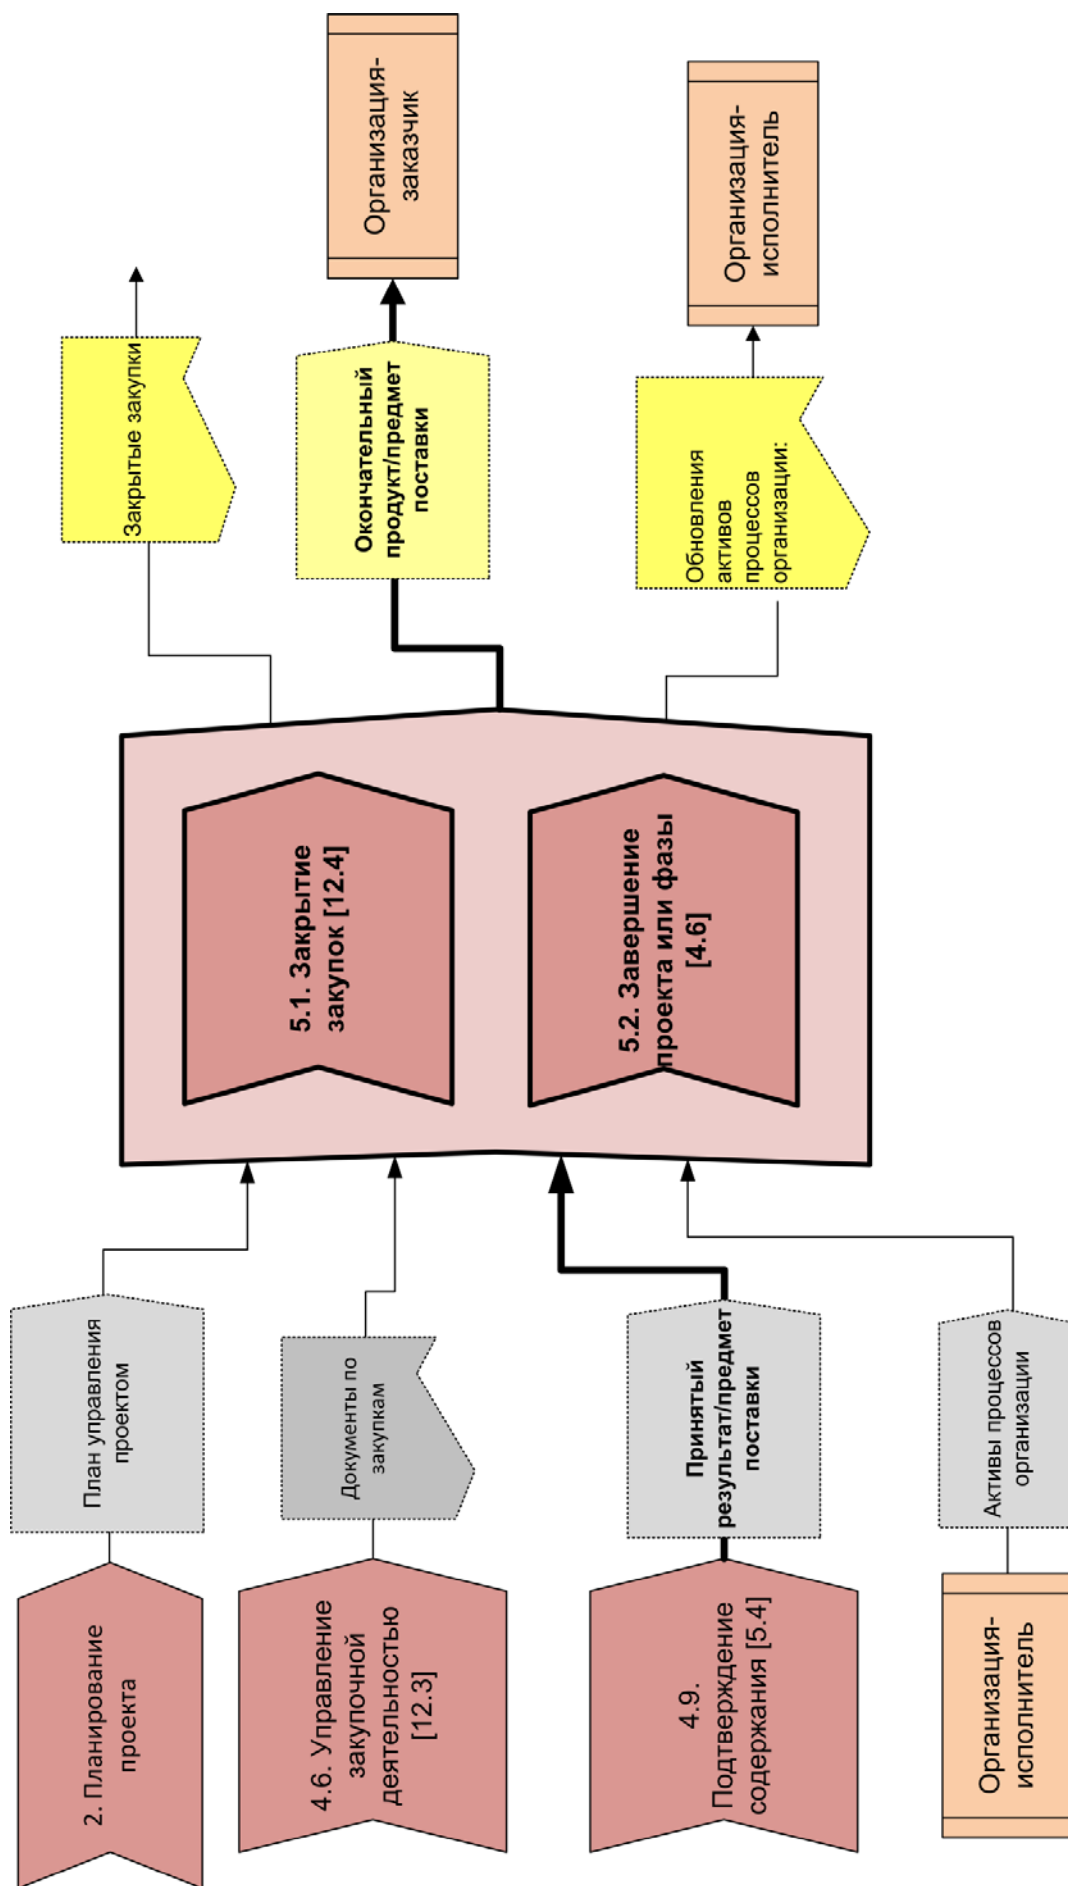 2. Планирование
проекта
План управления
проектом
4.6. Управление
закупочной
деятельностью
[12.3]
Документы по
закупкам
4.9.
Подтверждение
содержания [5.4]
Принятый
результат/предмет
поставки
Организация-
исполнитель
Активы процессов
организации
5.1. Закрытие
закупок [12.4]
5.2. Завершение
проекта или фазы
[4.6]
Закрытые закупки
Окончательный
продукт/предмет
поставки
Организация-
заказчик
Обновления
активов
процессов
организации:
Организация-
исполнитель